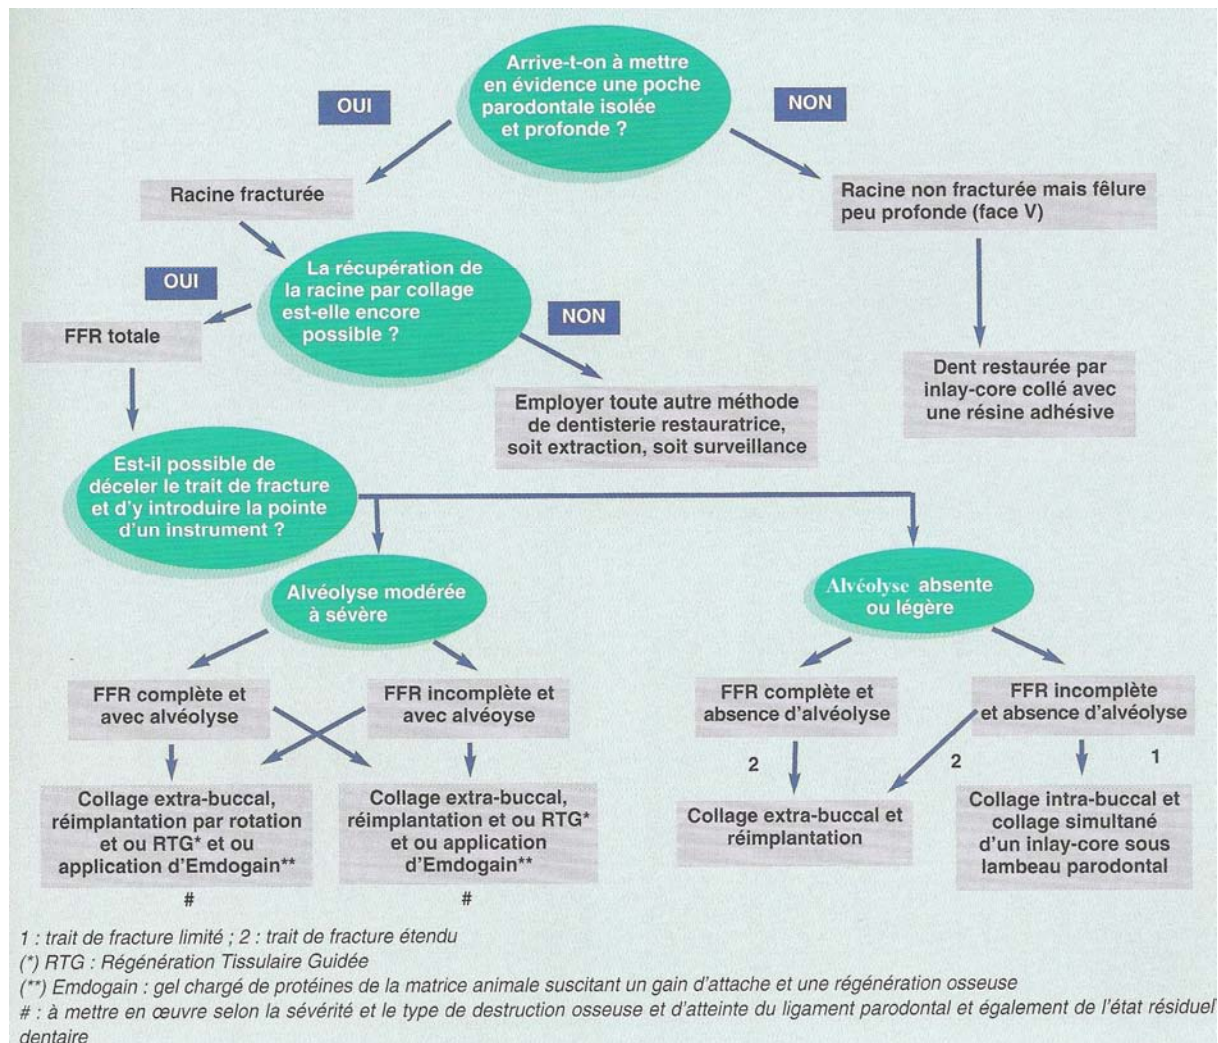 Arrive-t-on à mettre
en évidence une poche
parodontale isolée
et profonde ?
OUI
NON
Racine fracturée
Racine non fracturée mais fêlure
peu profonde (face V)
La récupération de
la racine par collage
est-elle encore
possible ?
OUI
NON
FFR totale
Dent restaurée par
inlay-core collé avec
une résine adhésive
Employer toute autre méthode
de dentisterie restauratrice,
soit extraction, soit surveillance
Est-il possible de
déceler le trait de fracture
et d'y introduire la pointe
d'un instrument ?
Alvéolyse modérée
à sévère
Alvéolyse absente
ou légère
FFR complète et
avec alvéolyse
FFR incomplète et
avec alvéoyse
FFR complète et
absence d'alvéolyse
FFR incomplète
et absence d'alvéolyse
2
2
1
Collage extra-buccal,
réimplantation par rotation
et ou RTG* et ou
application d'Emdogain**
#
Collage extra-buccal,
réimplantation et ou RTG*
et ou application
d'Emdogain**
#
Collage extra-buccal et
réimplantation
Collage intra-buccal et
collage simultané
d'un inlay-core sous
lambeau parodontal
1 : trait de fracture limité ; 2 : trait de fracture étendu
(*) RTG : Régénération Tissulaire Guidée
(**) Emdogain : gel chargé de protéines de la matrice animale suscitant un gain d'attache et une régénération osseuse
# : à mettre en œuvre selon la sévérité et le type de destruction osseuse et d'atteinte du ligament parodontal et également de l'état résiduel
dentaire